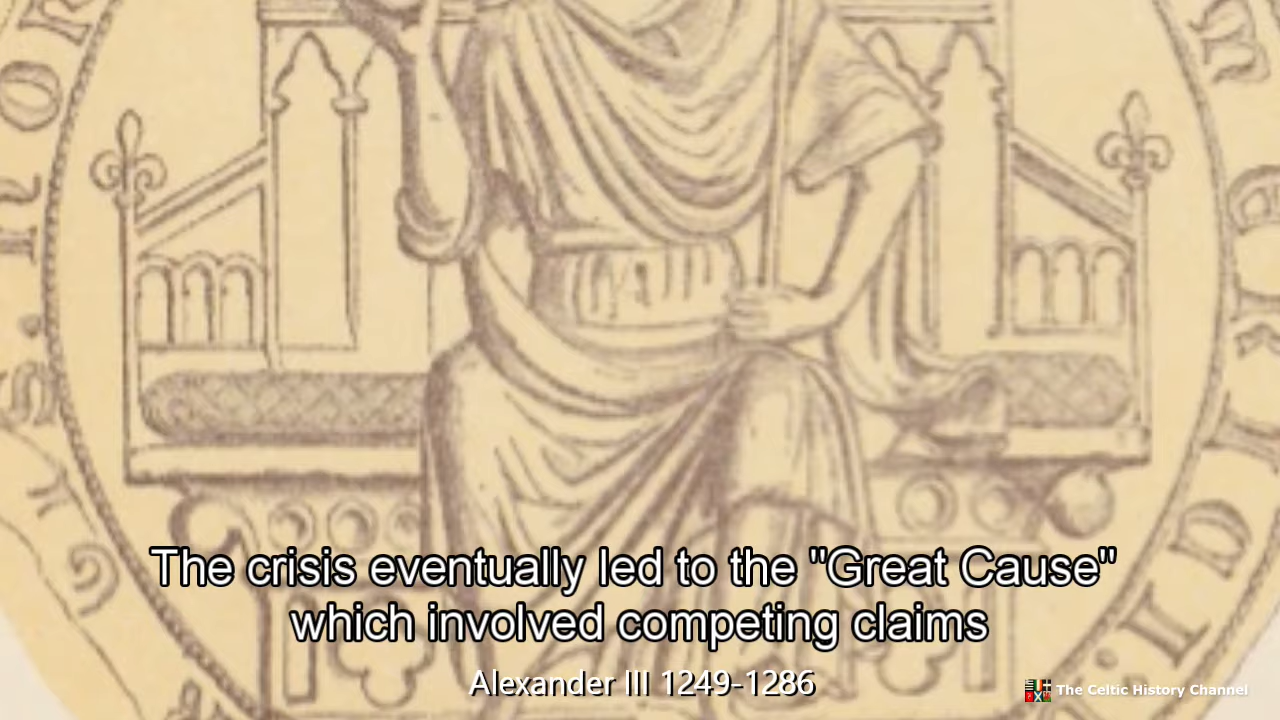 The crisis eventually led to the "Great Cause"
which involved competing claims
Alexander III 1249-1286
The Celtic History Channel